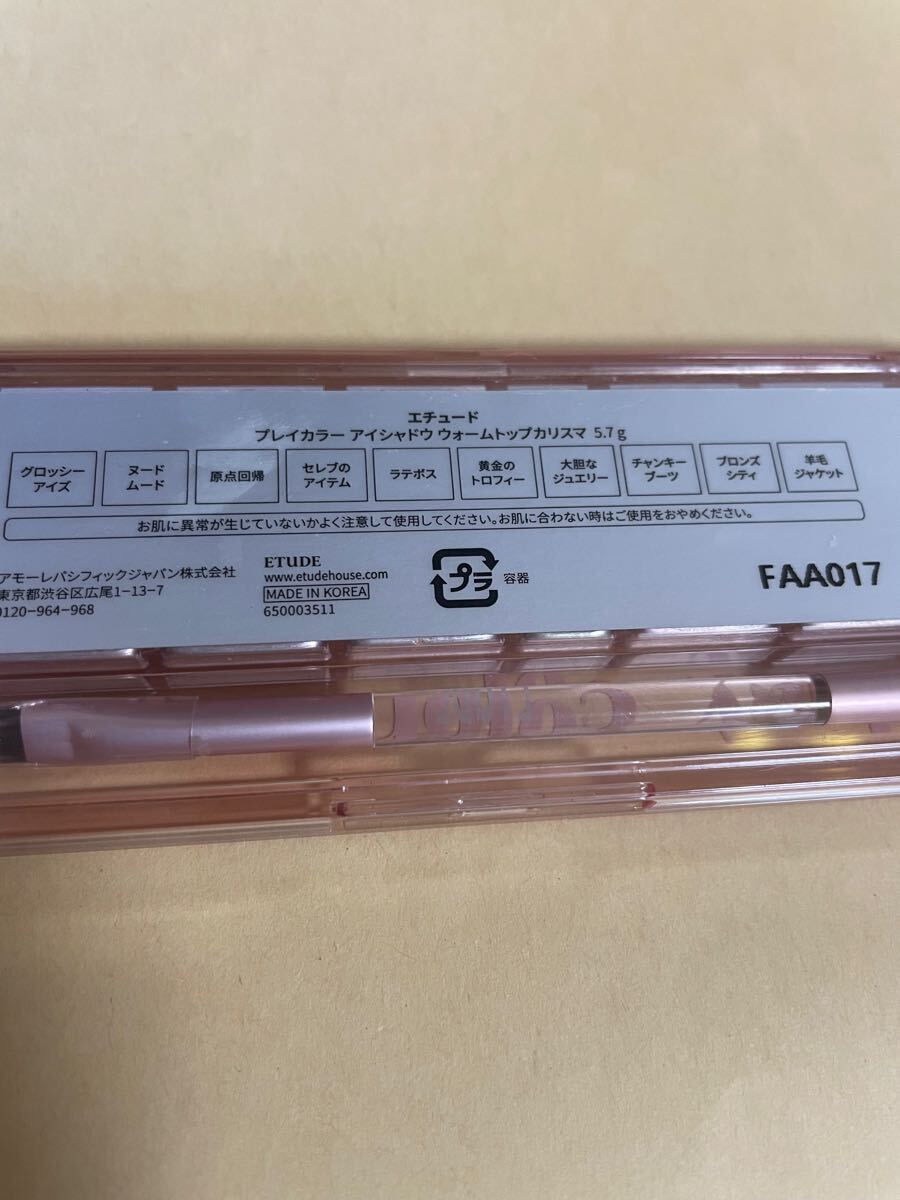 エチュード
プレイカラー アイシャドウ ウォームトップカリスマ 5.7g
グロッシー
アイズ
ヌード
ムード
原点回帰
セレブの
アイテム
ラテボス
黄金の
トロフィー
大胆な
ジュエリー
チャンキー
ブーツ
ブロンズ
シティ
羊毛
ジャケット
お肌に異常が生じていないかよく注意して使用してください。お肌に合わない時はご使用をおやめください。
アモーレパシフィックジャパン株式会社
東京都渋谷区広尾1-13-7
0120-964-968
ETUDE
www.etudehouse.com
MADE IN KOREA
650003511
プラ 容器
FAA017